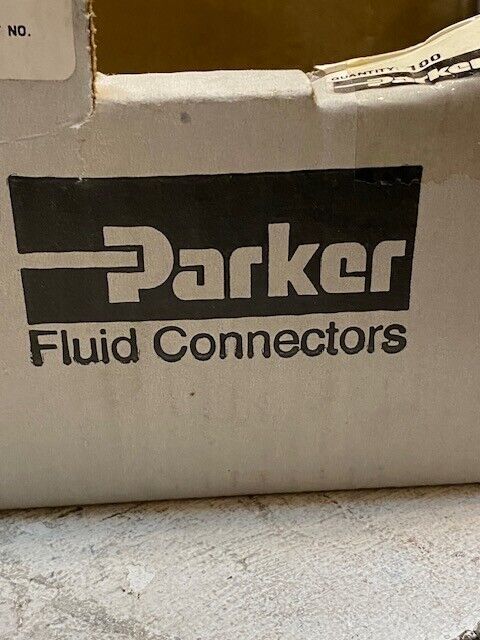 NO.
QUANTITY: 100
Parker
Parker
Fluid Connectors